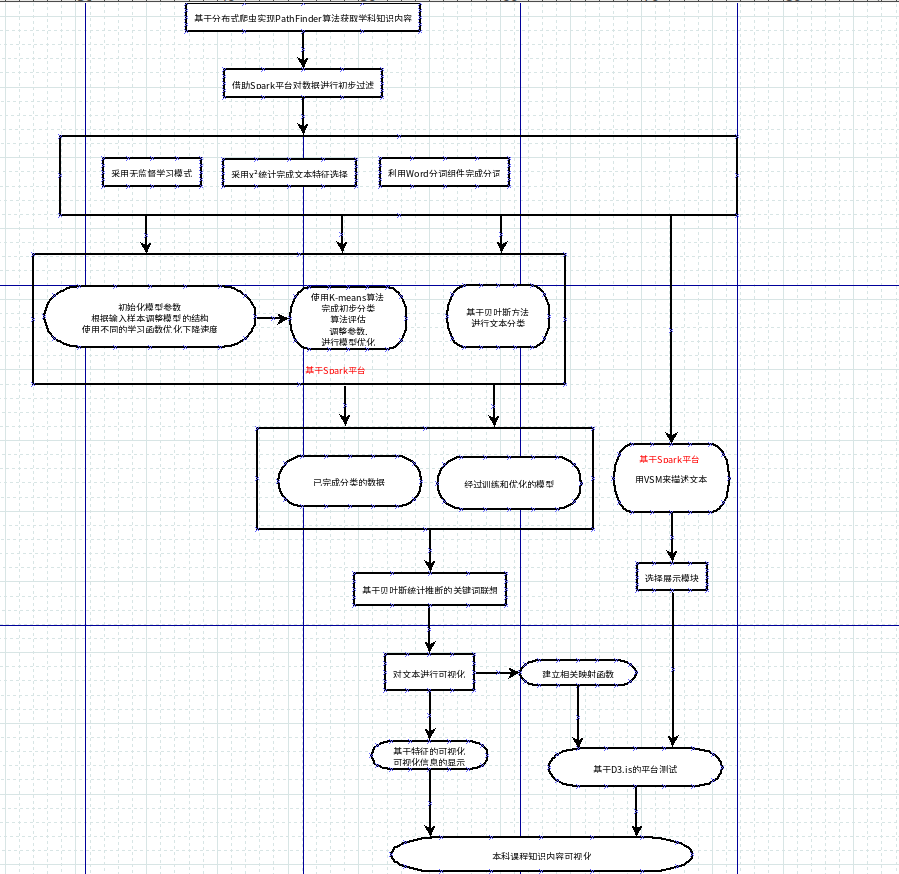 基于分布式爬虫实现PathFinder算法获取学科知识内容
借助Spark平台对数据进行初步过滤
采用无监督学习模式
采用x²统计完成文本特征选择
利用Word分词组件完成分词
初始化模型参数
根据输入样本调整模型的结构
使用不同的学习函数优化下降速度
使用K-means算法
完成初步分类
算法评估
调整参数,
进行模型优化
基于贝叶斯方法
进行文本分类
基于Spark平台
已完成分类的数据
经过训练和优化的模型
基于Spark平台
用VSM来描述文本
选择展示模块
基于贝叶斯统计推断的关键词联想
对文本进行可视化
建立相关映射函数
基于特征的可视化
可视化信息的显示
基于D3.js的平台测试
本科课程知识内容可视化